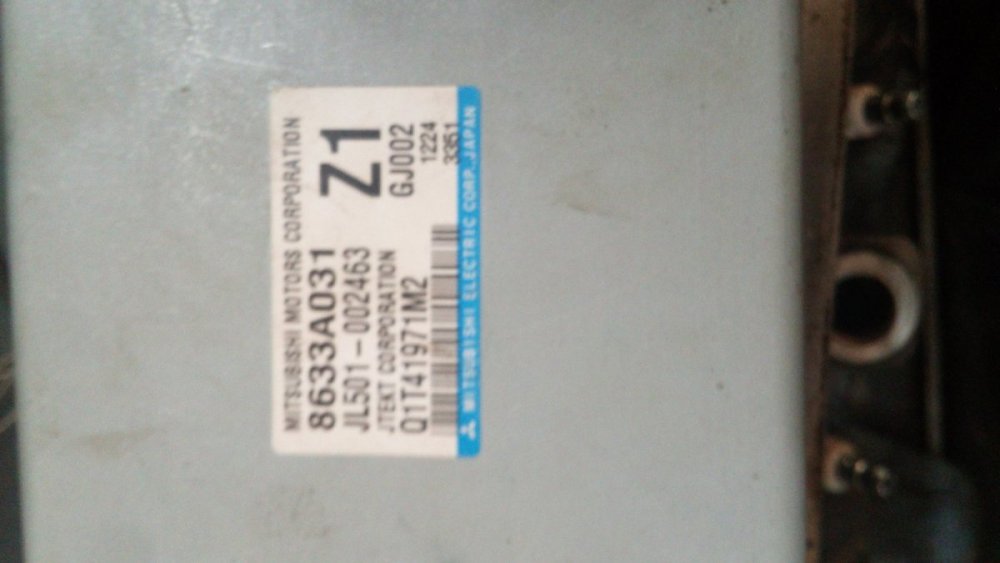 MITSUBISHI MOTORS CORPORATION
8633A031
Z1
JL501-002463
JTEKT CORPORATION
GJ002
Q1T41971M2
1224
3351
MITSUBISHI ELECTRIC CORP. JAPAN